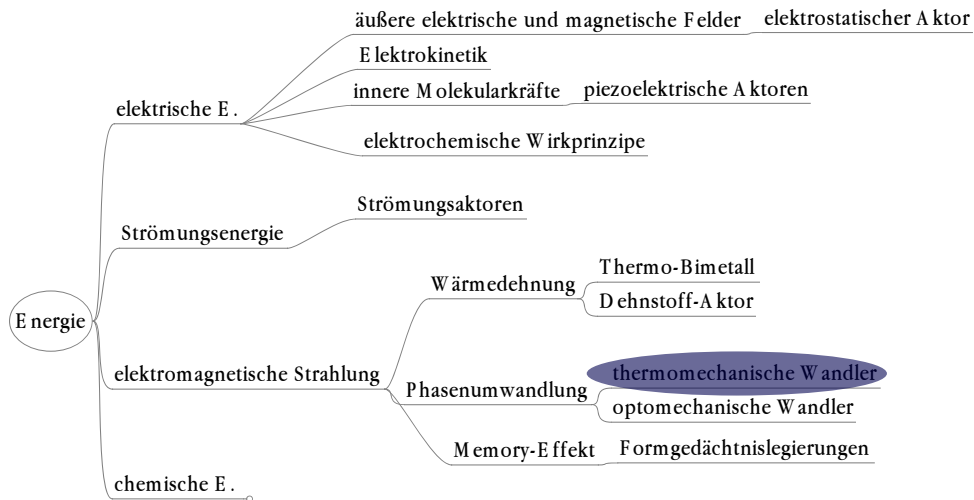 äußere elektrische und magnetische Felder
elektrostatischer Aktor
Elektrokinetik
innere Molekularkräfte
piezoelektrische Aktoren
elektrische E.
elektrochemische Wirkprinzipe
Strömungsaktoren
Strömungsenergie
Thermo-Bimetall
Wärmedehnung
Dehnstoff-Aktor
Energie
elektromagnetische Strahlung
thermomechanische Wandler
Phasenumwandlung
optomechanische Wandler
Memory-Effekt
Formgedächtnislegierungen
chemische E.